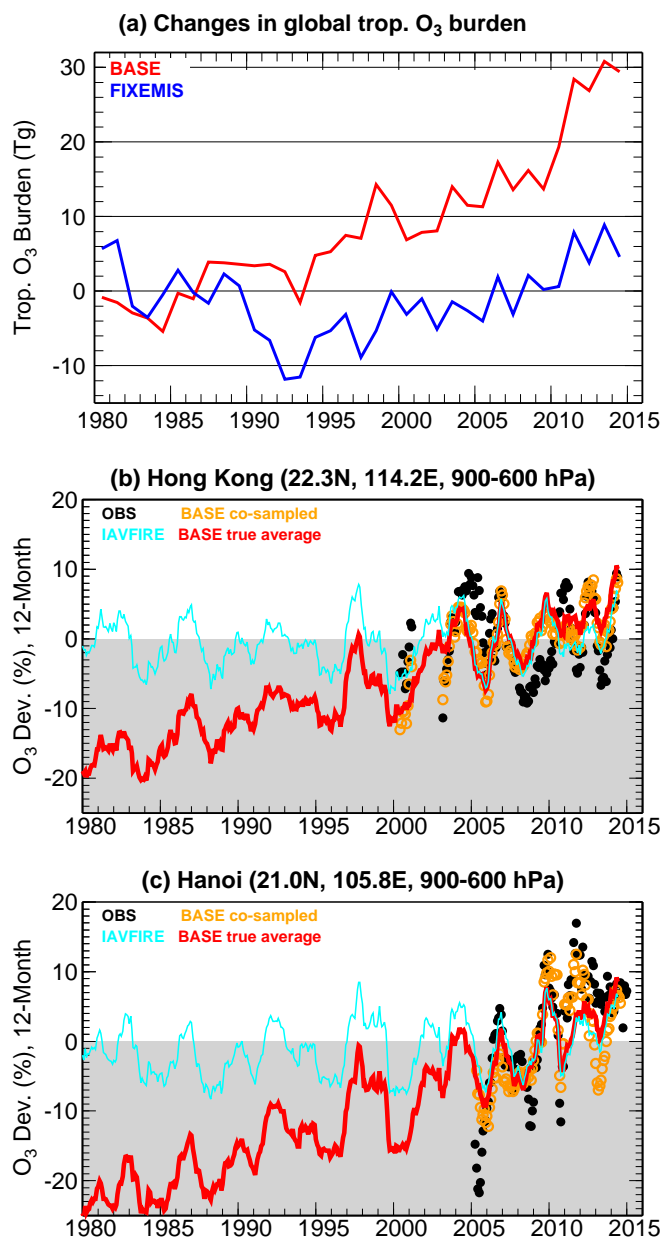 (a) Changes in global trop. O₃ burden
Trop. O₃ Burden (Tg)
30
20
10
0
-10
BASE
FIXEMIS
1980 1985 1990 1995 2000 2005 2010 2015
(b) Hong Kong (22.3N, 114.2E, 900-600 hPa)
O₃ Dev. (%), 12-Month
20
10
0
-10
-20
OBS BASE co-sampled
IAVFIRE BASE true average
1980 1985 1990 1995 2000 2005 2010 2015
(c) Hanoi (21.0N, 105.8E, 900-600 hPa)
O₃ Dev. (%), 12-Month
20
10
0
-10
-20
OBS BASE co-sampled
IAVFIRE BASE true average
1980 1985 1990 1995 2000 2005 2010 2015